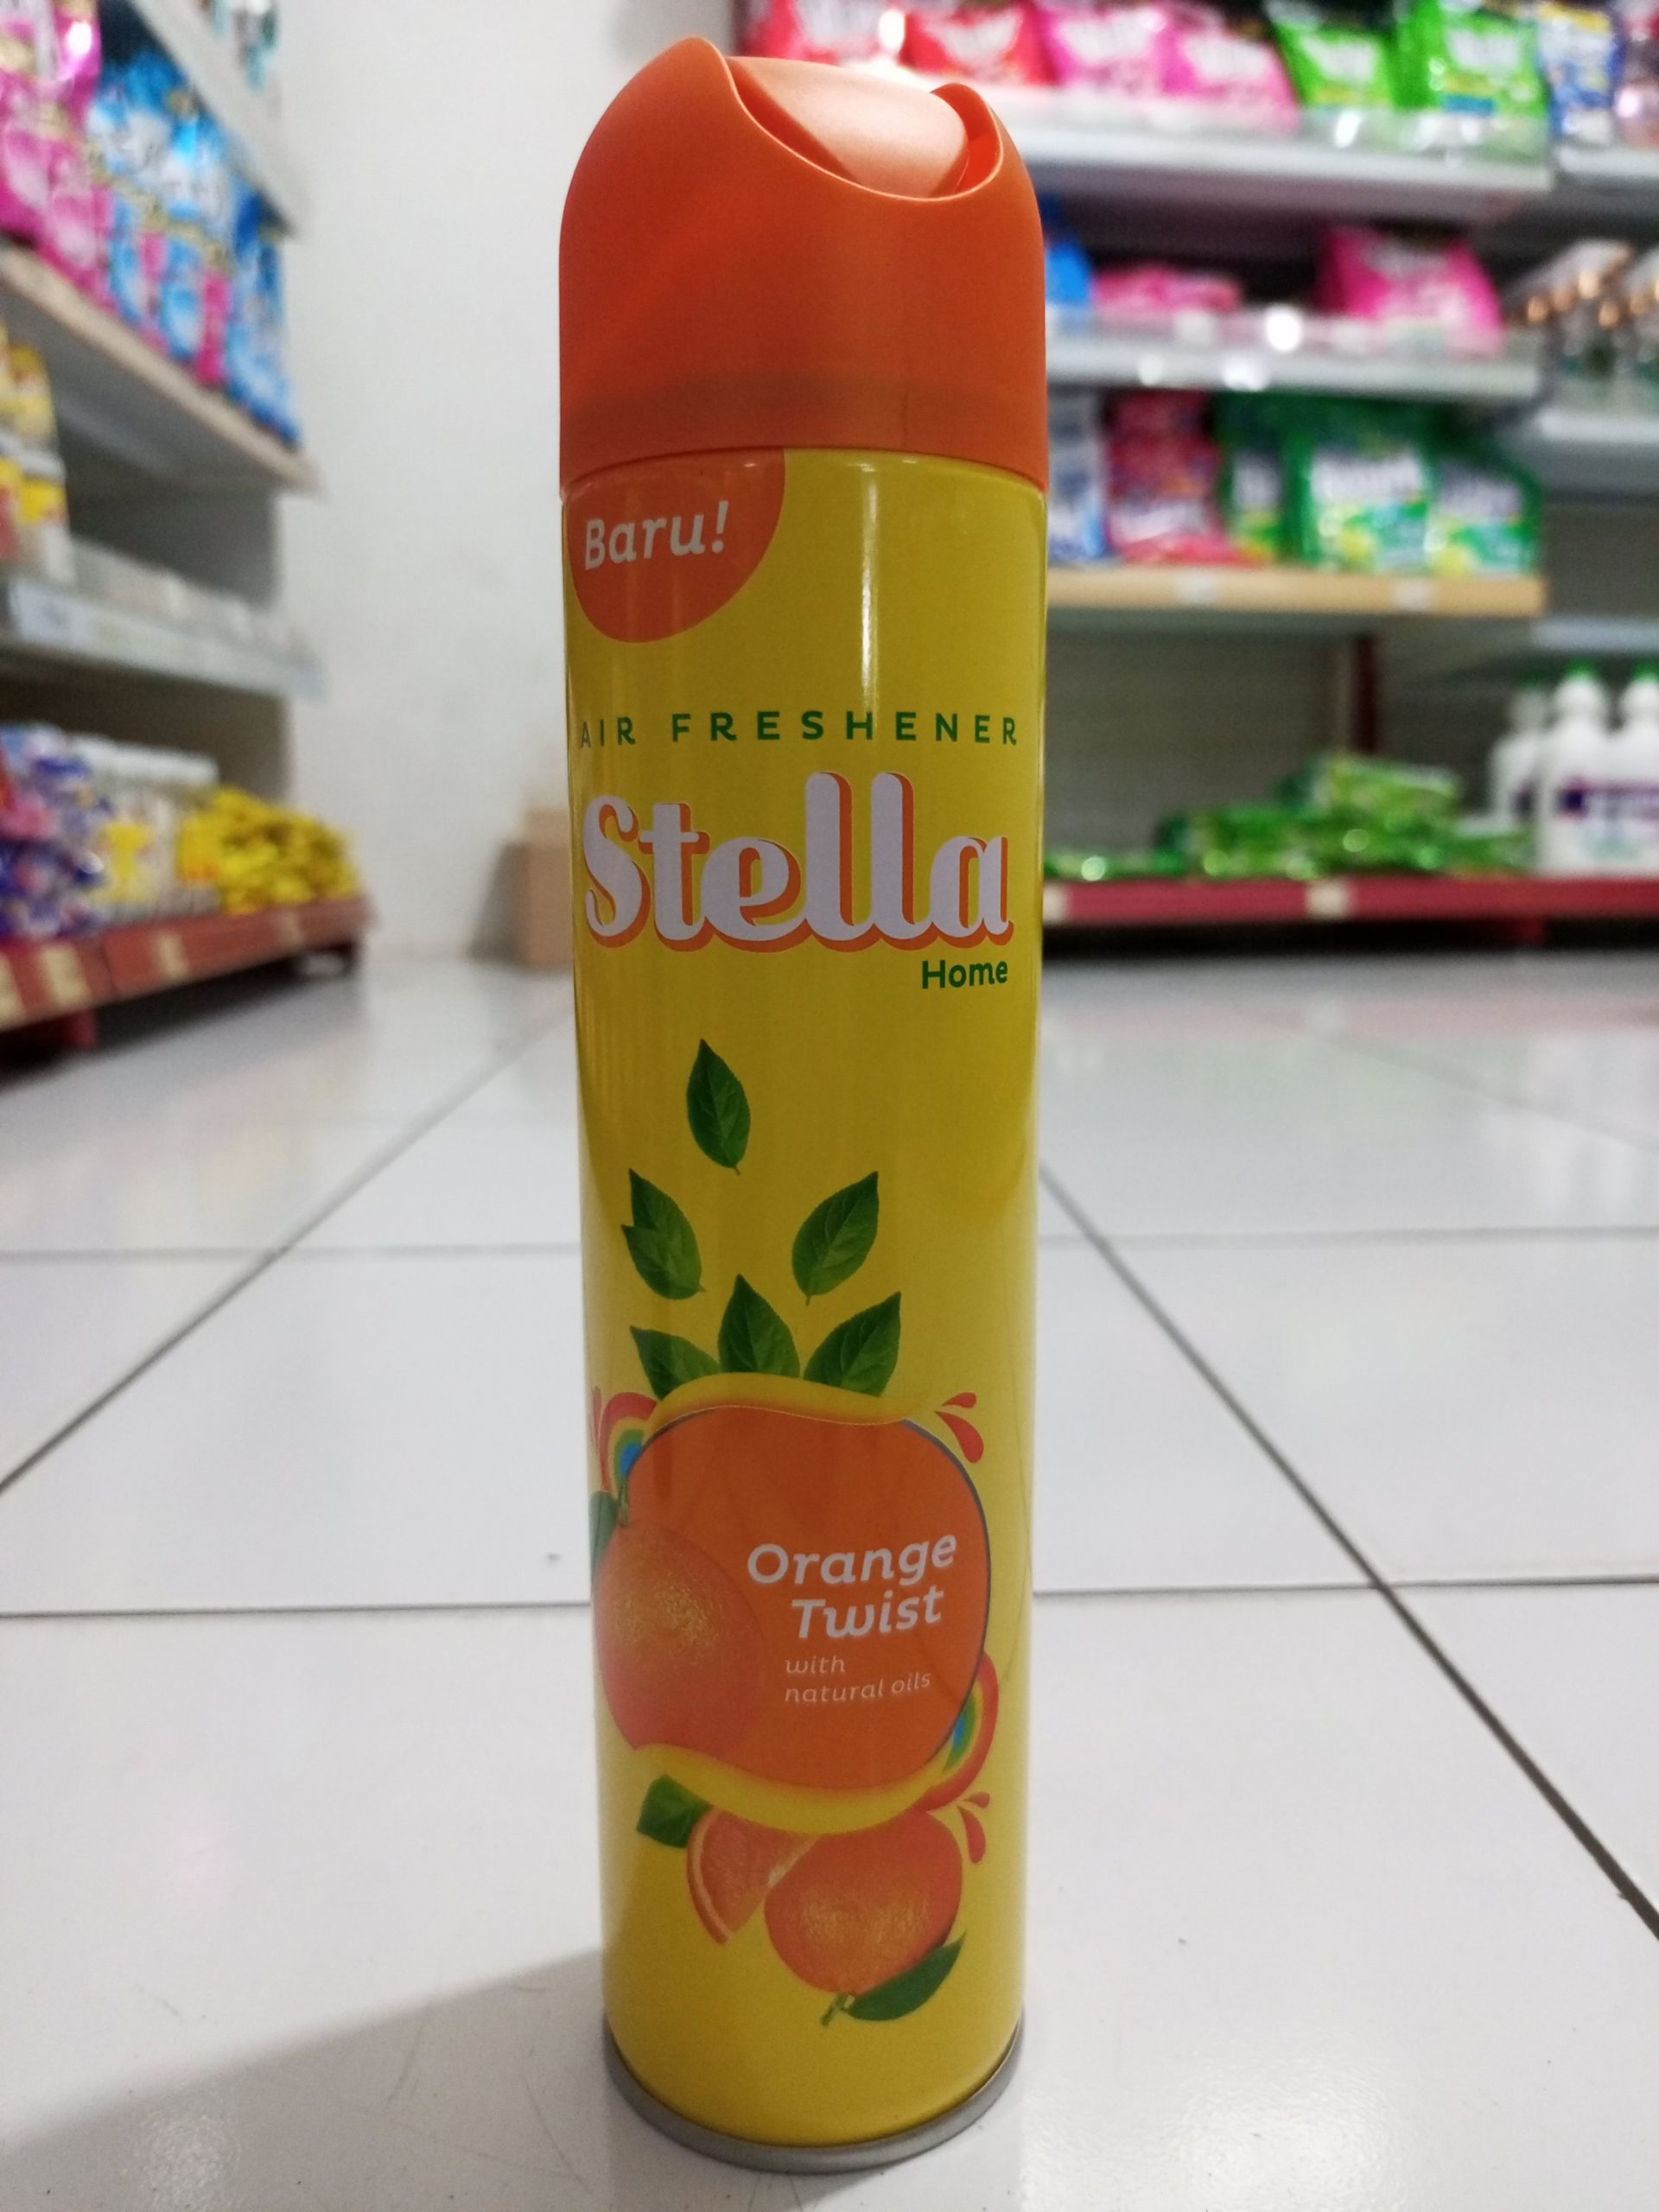 Baru!
AIR FRESHENER
Stella
Home
Orange
Twist
with
natural oils